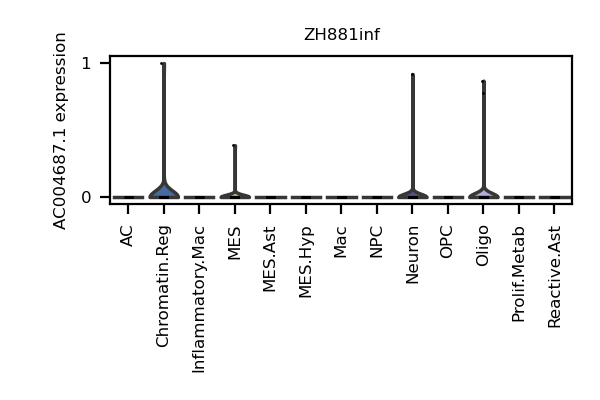 ZH881inf
AC004687.1 expression
1
0
AC
Chromatin.Reg
Inflammatory.Mac
MES
MES.Ast
MES.Hyp
Mac
NPC
Neuron
OPC
Oligo
Prolif.Metab
Reactive.Ast